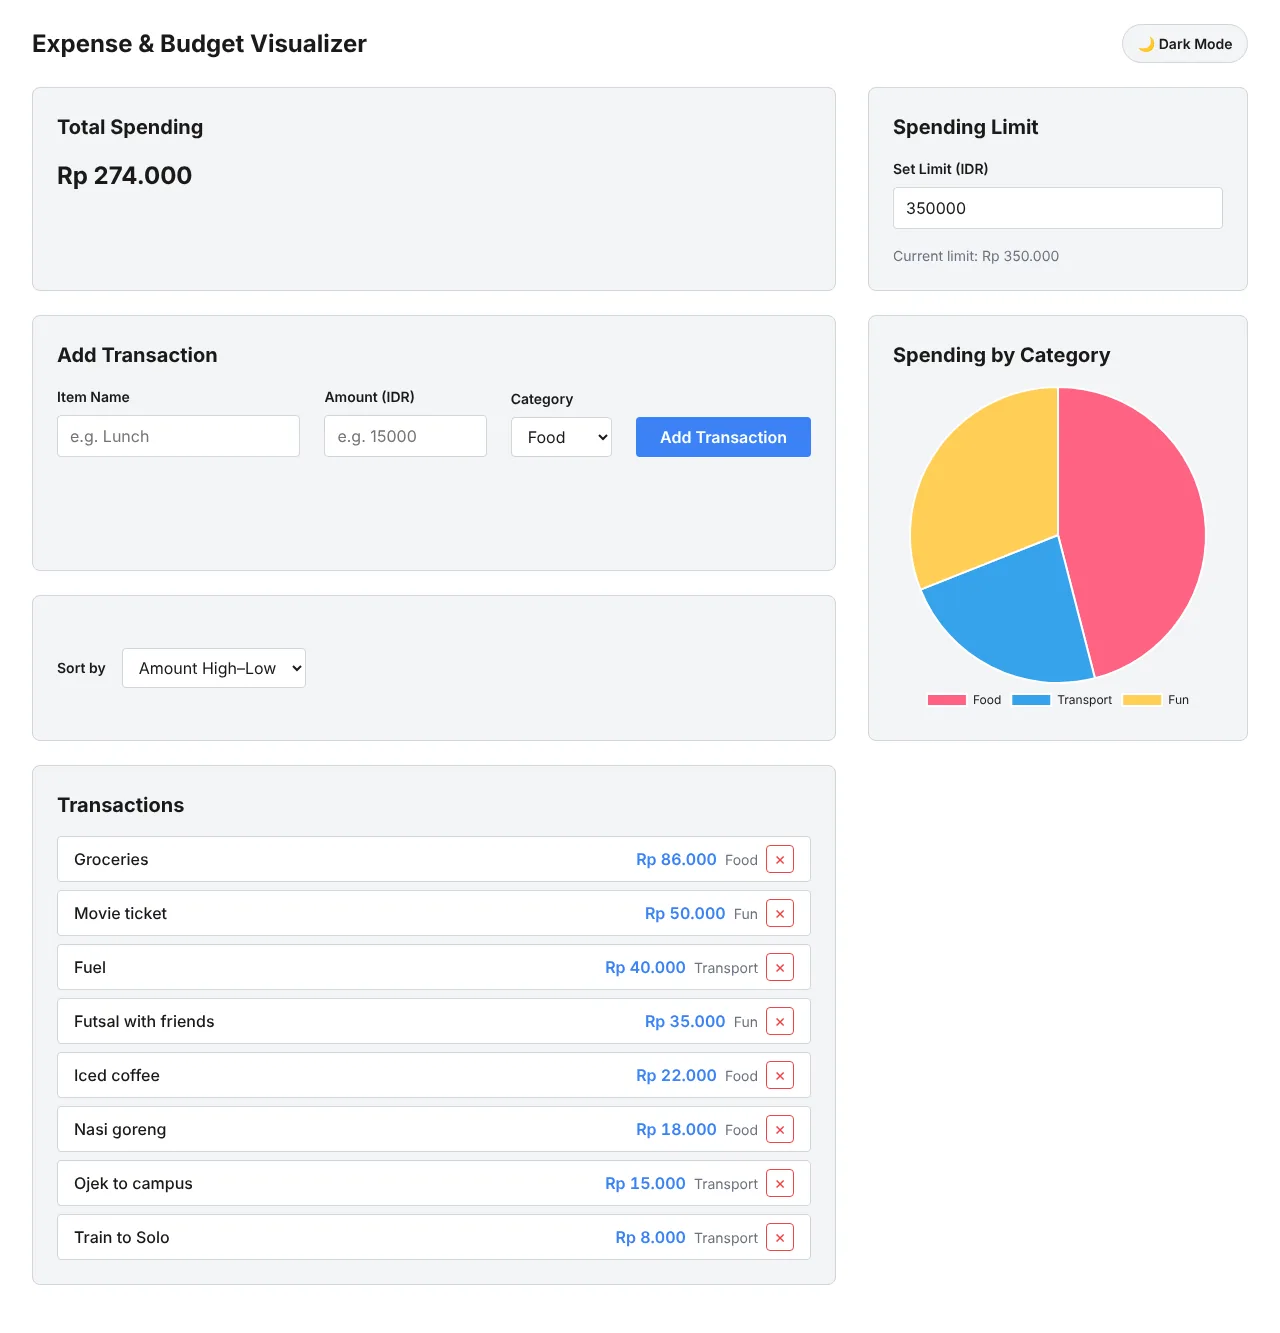 Expense & Budget Visualizer
🌙 Dark Mode
Total Spending
Rp 274.000
Spending Limit
Set Limit (IDR)
350000
Current limit: Rp 350.000
Add Transaction
Item Name
Amount (IDR)
Category
e.g. Lunch
e.g. 15000
Food
Add Transaction
Spending by Category
Food
Transport
Fun
Sort by
Amount High–Low
Transactions
Groceries Rp 86.000 Food ×
Movie ticket Rp 50.000 Fun ×
Fuel Rp 40.000 Transport ×
Futsal with friends Rp 35.000 Fun ×
Iced coffee Rp 22.000 Food ×
Nasi goreng Rp 18.000 Food ×
Ojek to campus Rp 15.000 Transport ×
Train to Solo Rp 8.000 Transport ×